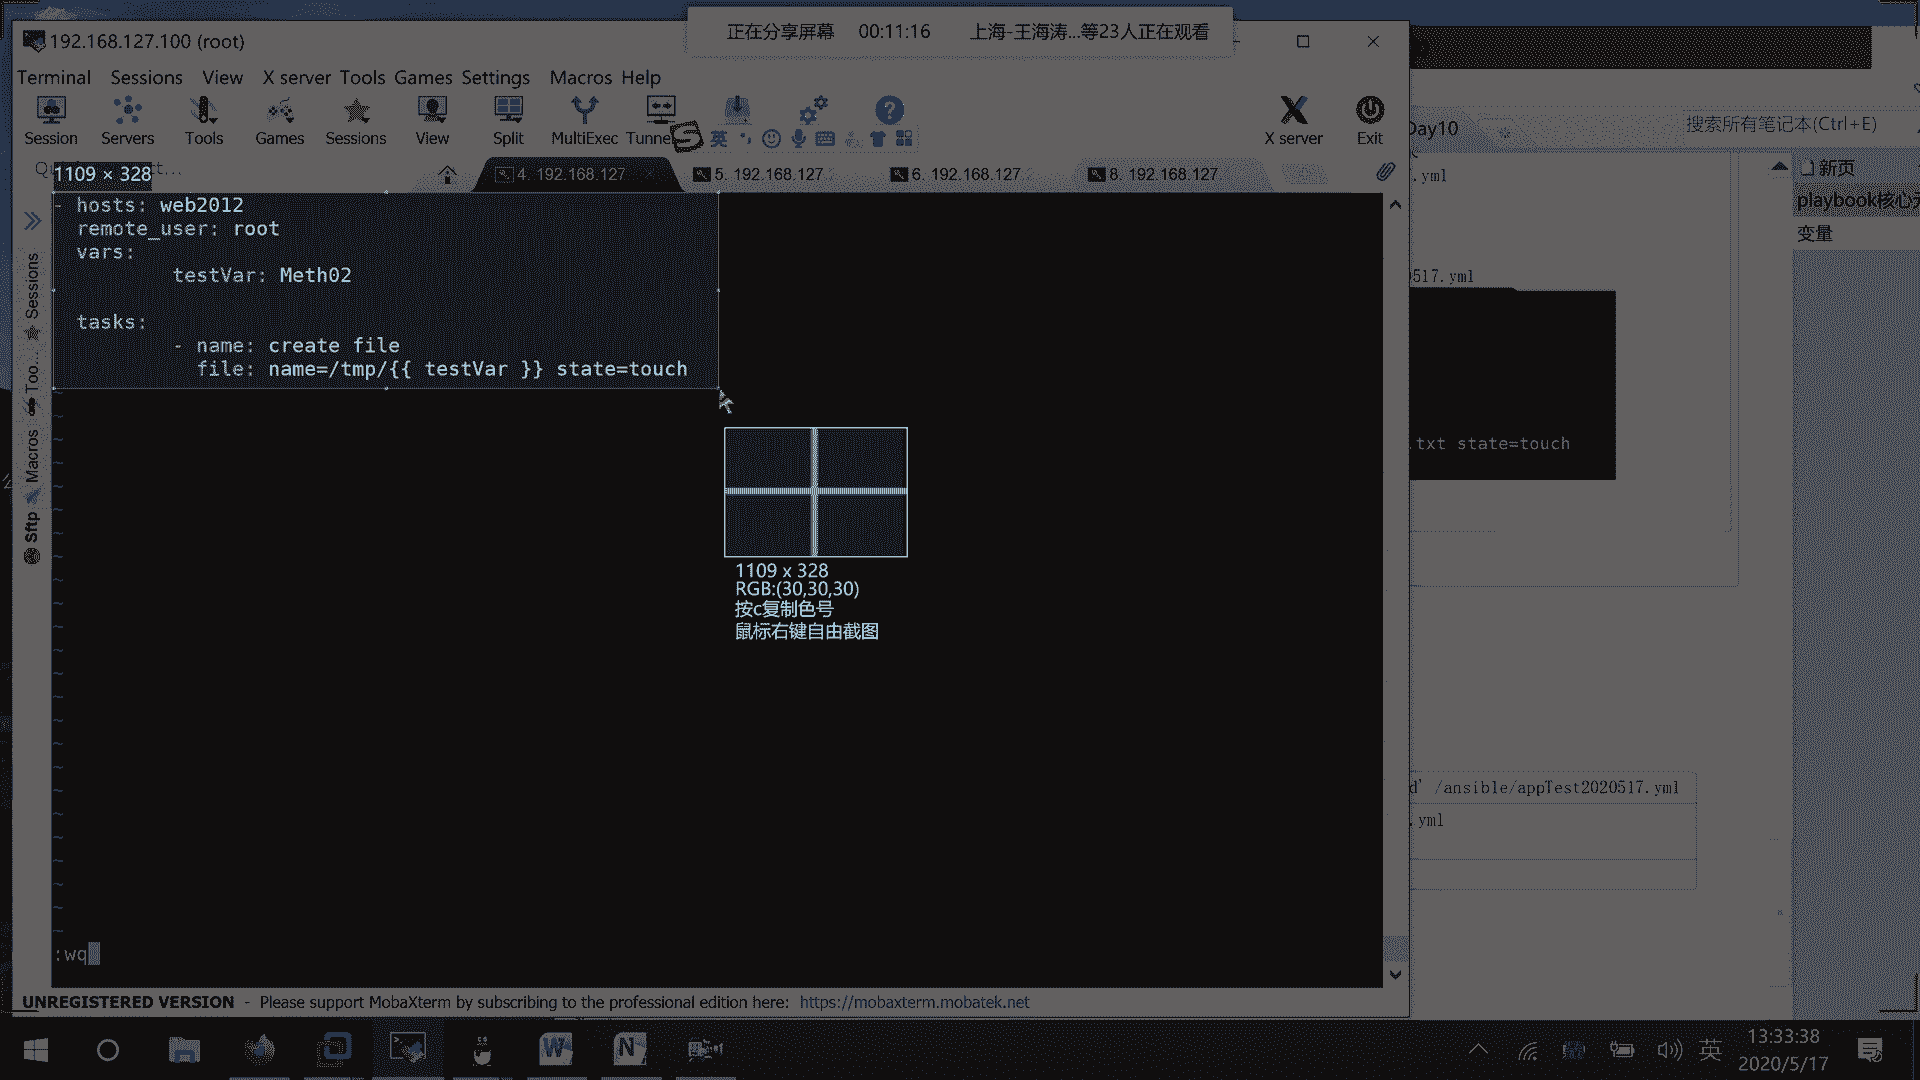 正在分享屏幕 00:11:16 上海-王海涛...等23人正在观看
192.168.127.100 (root)
Terminal Sessions View X server Tools Games Settings Macros Help
Session Servers Tools Games Sessions View Split MultiExec Tunne 英 X server Exit
1109 × 328
4. 192.168.127 5. 192.168.127 6. 192.168.127 8. 192.168.127
- hosts: web2012
remote_user: root
vars:
testVar: Meth02
tasks:
- name: create file
file: name=/tmp/{{ testVar }} state=touch
Sessions
Too...
Macros
Sftp
1109 x 328
RGB:(30,30,30)
按c复制色号
鼠标右键自由截图
:wq
UNREGISTERED VERSION - Please support MobaXterm by subscribing to the professional edition here: https://mobaxterm.mobatek.net
Day10
搜索所有笔记本(Ctrl+E)
.yml
新页
playbook核心
变量
517.yml
.txt state=touch
d' /ansible/appTest2020517.yml
.yml
英
13:33:38
2020/5/17